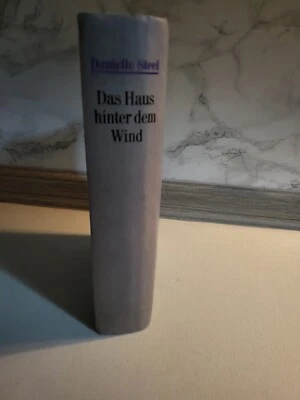 Danielle Steel
Das Haus
hinter dem
Wind